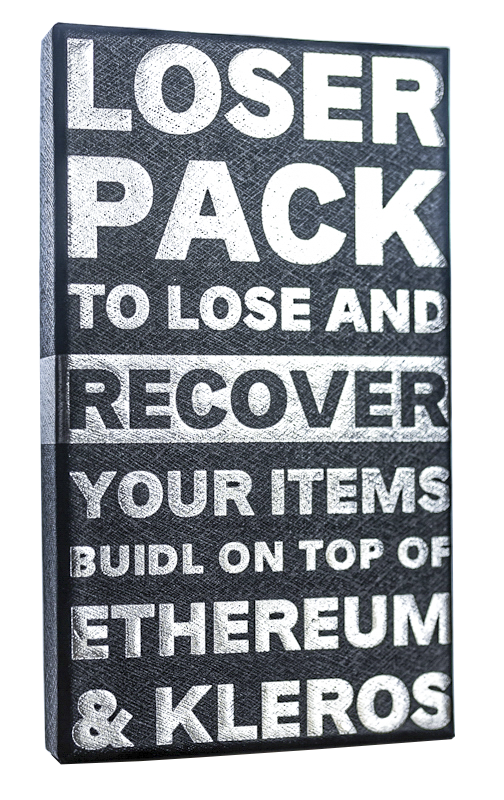 LOSER
PACK
TO LOSE AND
RECOVER
YOUR ITEMS
BUIDL ON TOP OF
ETHEREUM
& KLEROS